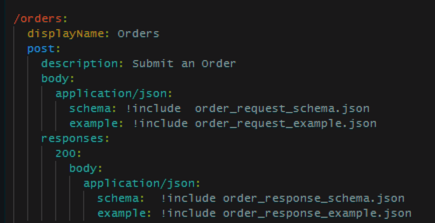 /orders:
displayName: Orders
post:
description: Submit an Order
body:
application/json:
schema: !include  order_request_schema.json
example: !include order_request_example.json
responses:
200:
body:
application/json:
schema:  !include order_response_schema.json
example: !include order_response_example.json